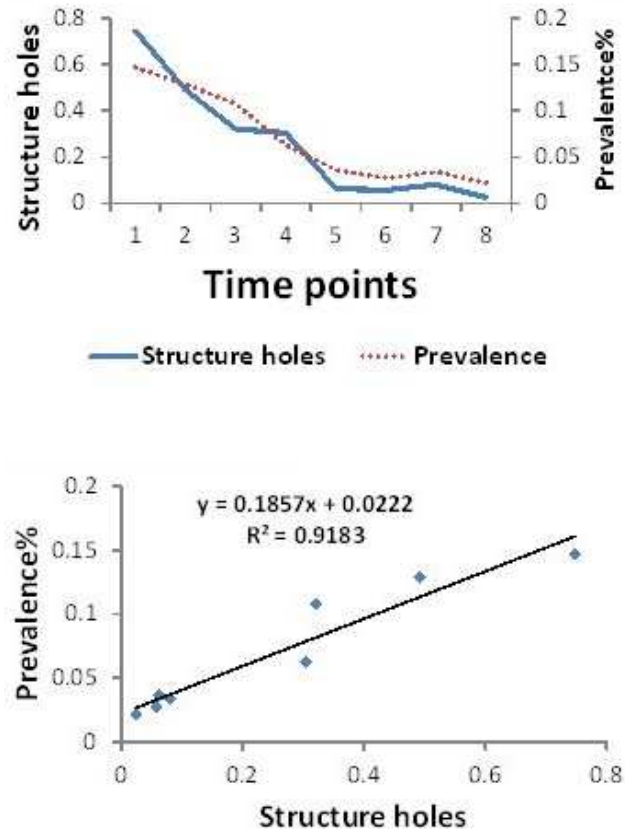 0.8
0.6
0.4
0.2
0
Structure holes
0.2
0.15
0.1
0.05
0
Prevalentce%
1 2 3 4 5 6 7 8
Time points
Structure holes Prevalence
0.2
0.15
0.1
0.05
0
Prevalence%
y = 0.1857x + 0.0222
R² = 0.9183
0 0.2 0.4 0.6 0.8
Structure holes